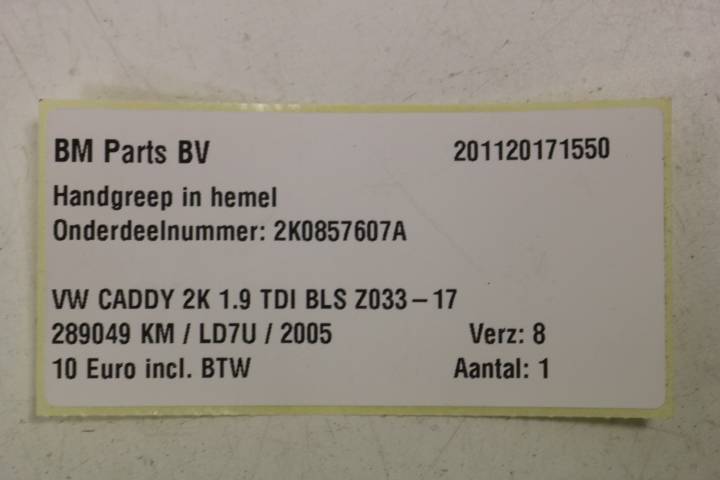 BM Parts BV 201120171550
Handgreep in hemel
Onderdeelnummer: 2K0857607A
VW CADDY 2K 1.9 TDI BLS Z033-17
289049 KM / LD7U / 2005 Verz: 8
10 Euro incl. BTW Aantal: 1